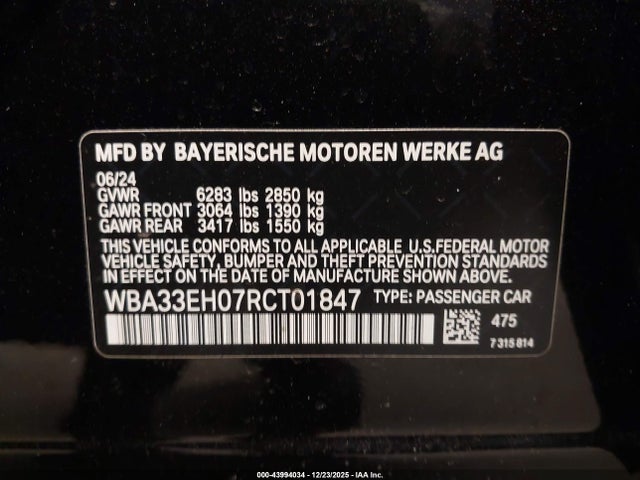 MFD BY BAYERISCHE MOTOREN WERKE AG
06/24
GVWR 6283 lbs 2850 kg
GAWR FRONT 3064 lbs 1390 kg
GAWR REAR 3417 lbs 1550 kg
THIS VEHICLE CONFORMS TO ALL APPLICABLE U.S.FEDERAL MOTOR
VEHICLE SAFETY, BUMPER AND THEFT PREVENTION STANDARDS
IN EFFECT ON THE DATE OF MANUFACTURE SHOWN ABOVE.
WBA33EH07RCT01847 TYPE: PASSENGER CAR
475
7 315 814
000-43994034 - 12/23/2025 - IAA Inc.